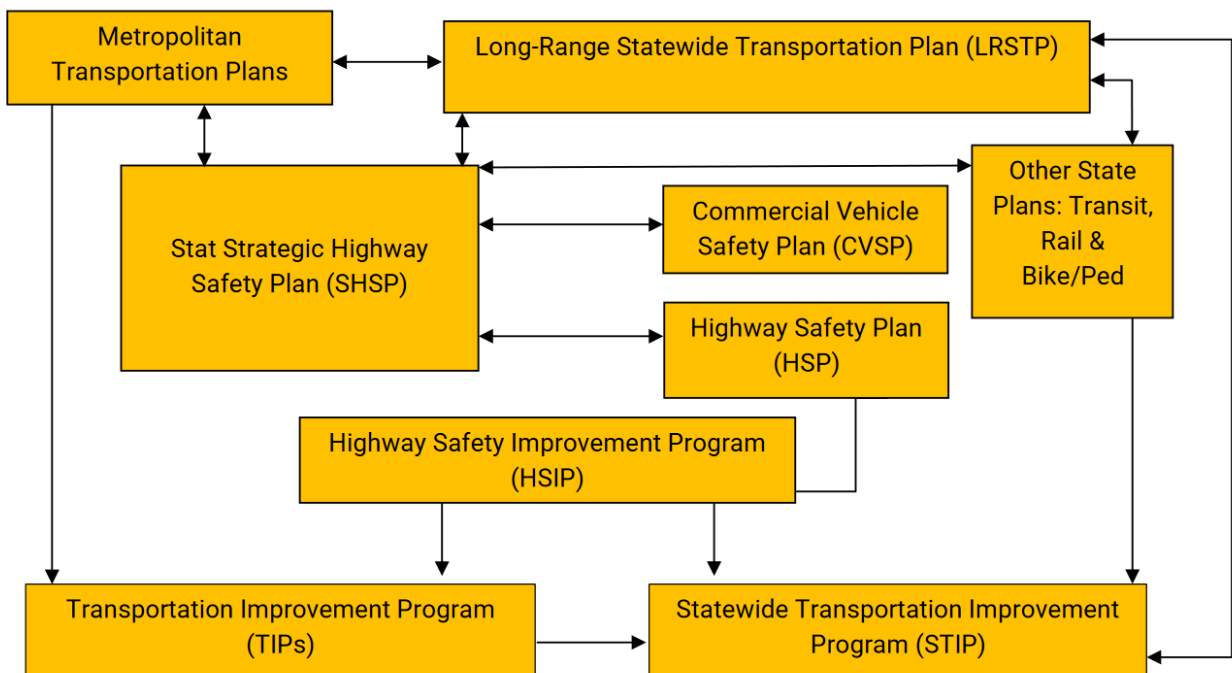 Metropolitan
Transportation Plans
Long-Range Statewide Transportation Plan (LRSTP)
Other State
Plans: Transit,
Rail &
Bike/Ped
Stat Strategic Highway
Safety Plan (SHSP)
Commercial Vehicle
Safety Plan (CVSP)
Highway Safety Plan
(HSP)
Highway Safety Improvement Program
(HSIP)
Transportation Improvement Program
(TIPs)
Statewide Transportation Improvement
Program (STIP)